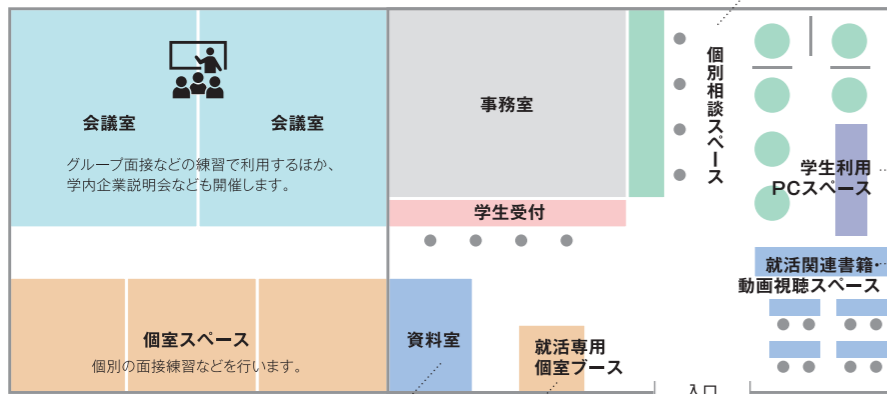 会議室
会議室
グループ面接などの練習で利用するほか、
学内企業説明会なども開催します。
事務室
学生受付
個別相談スペース
学生利用
PCスペース
就活関連書籍・
動画視聴スペース
個室スペース
個別の面接練習などを行います。
資料室
就活専用
個室ブース
入口